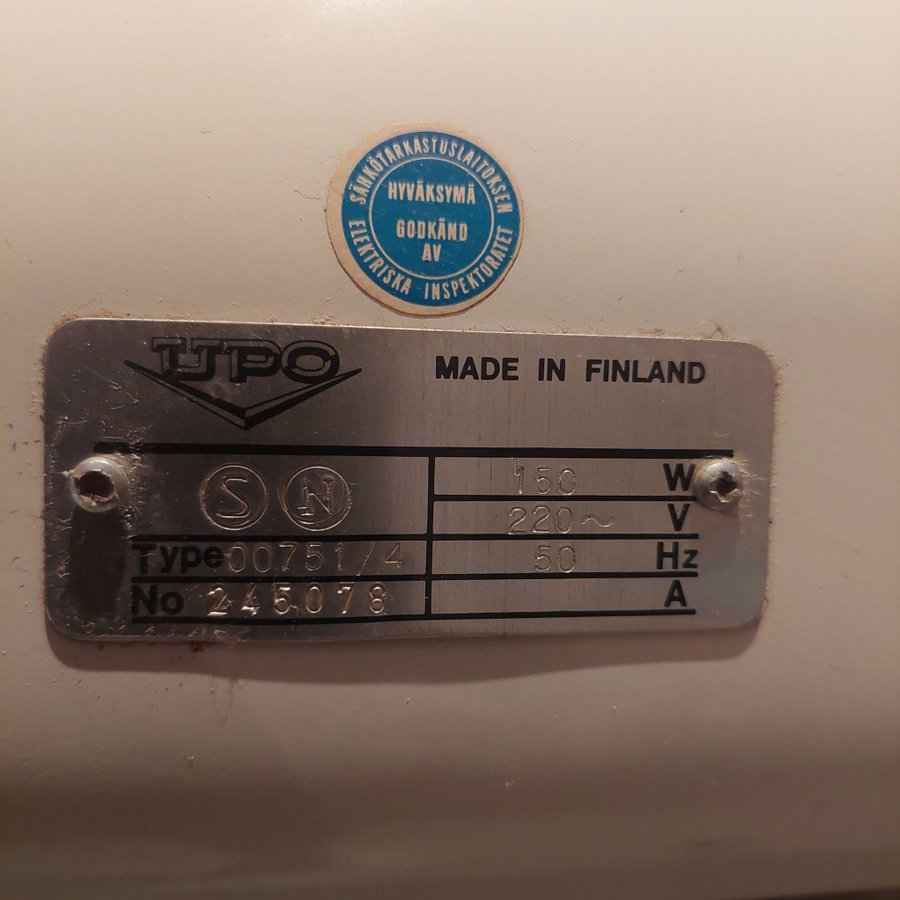 SÄHKÖTARKASTUSLAITOKSEN
HYVÄKSYMÄ
GODKÄND
AV
ELEKTRISKA INSPEKTORATET
UPO
MADE IN FINLAND
S N
150 W
220~ V
Type 00751/4
50 Hz
No 245078
A